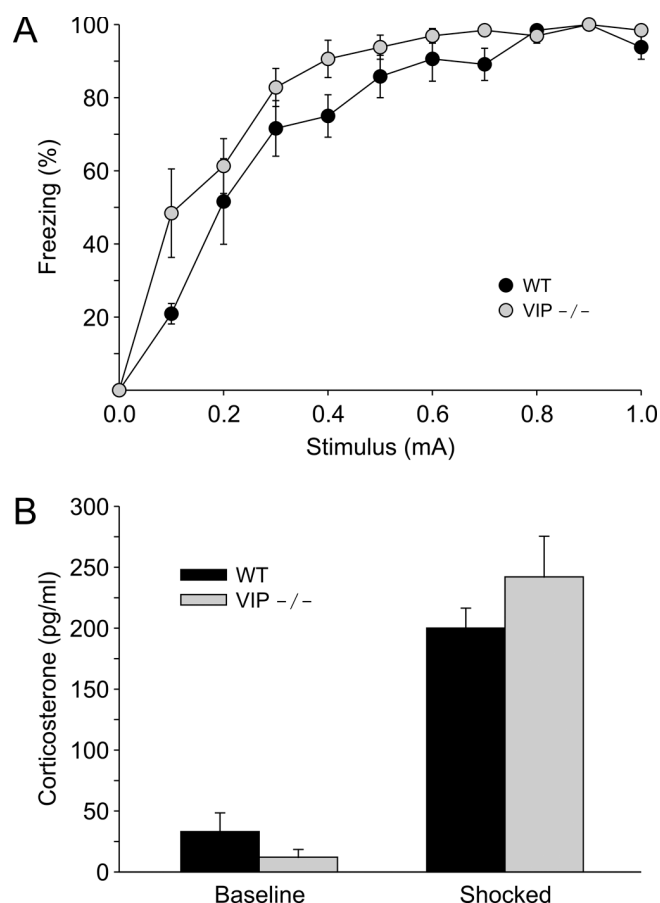 A
Freezing (%)
100
80
60
40
20
0
WT
VIP −/−
0.0 0.2 0.4 0.6 0.8 1.0
Stimulus (mA)
B
Corticosterone (pg/ml)
300
250
200
150
100
50
0
WT
VIP −/−
Baseline Shocked